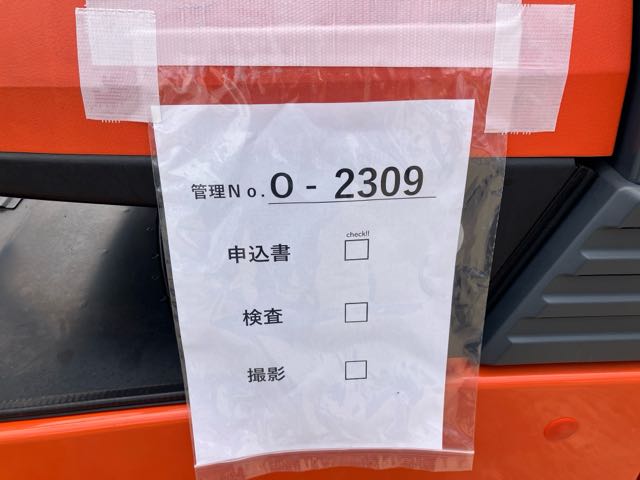 管理No. O - 2309
check!!
申込書 □
検査 □
撮影 □